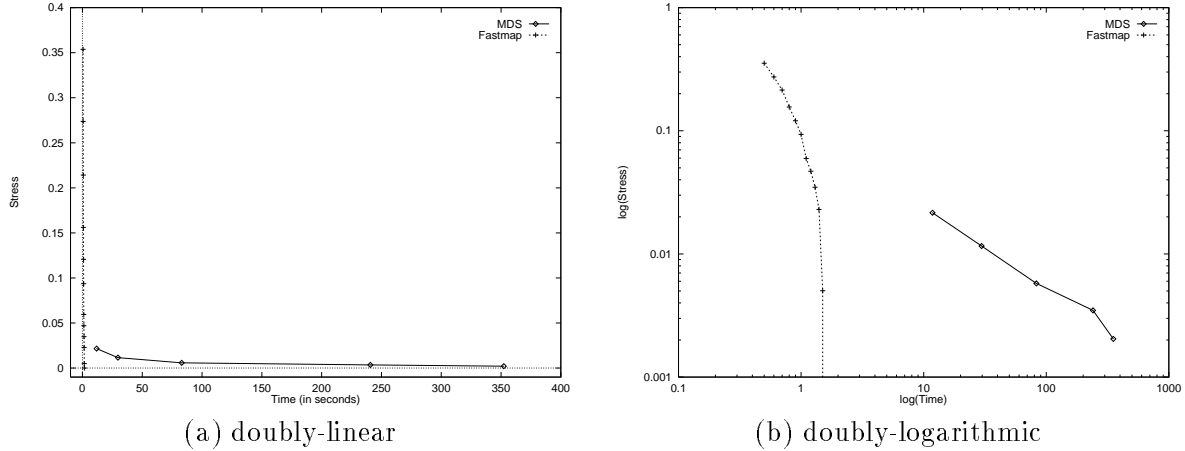 0.4
0.35
0.3
0.25
0.2
0.15
0.1
0.05
0
Stress
MDS
Fastmap
0 50 100 150 200 250 300 350 400
Time (in seconds)
(a) doubly-linear
1
0.1
0.01
0.001
log(Stress)
MDS
Fastmap
0.1 1 10 100 1000
log(Time)
(b) doubly-logarithmic